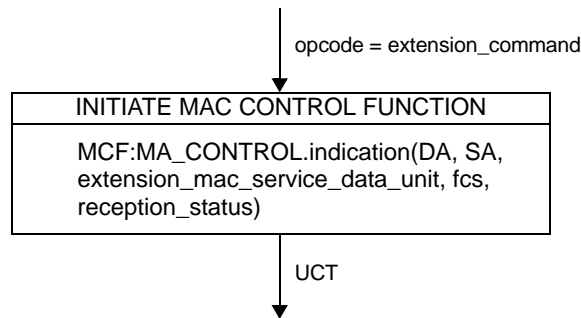 opcode = extension_command
INITIATE MAC CONTROL FUNCTION
MCF:MA_CONTROL.indication(DA, SA,
extension_mac_service_data_unit, fcs,
reception_status)
UCT